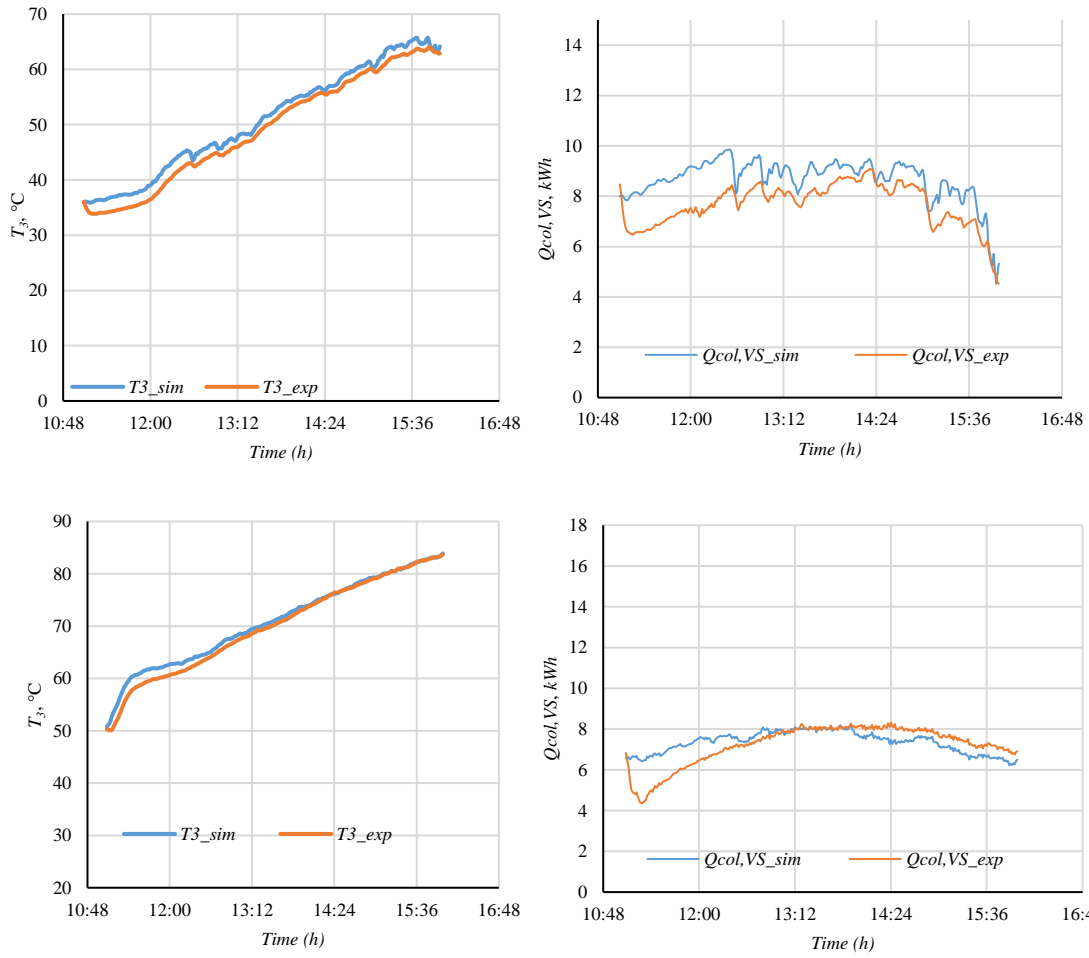 70
60
50
40
30
20
10
0
T3, °C
T3_sim T3_exp
10:48 12:00 13:12 14:24 15:36 16:48
Time (h)
14
12
10
8
6
4
2
0
Qcol,VS, kWh
Qcol,VS_sim Qcol,VS_exp
10:48 12:00 13:12 14:24 15:36 16:48
Time (h)
90
80
70
60
50
40
30
20
T3, °C
T3_sim T3_exp
10:48 12:00 13:12 14:24 15:36 16:48
Time (h)
18
16
14
12
10
8
6
4
2
0
Qcol,VS, kWh
Qcol,VS_sim Qcol,VS_exp
10:48 12:00 13:12 14:24 15:36 16:4
Time (h)